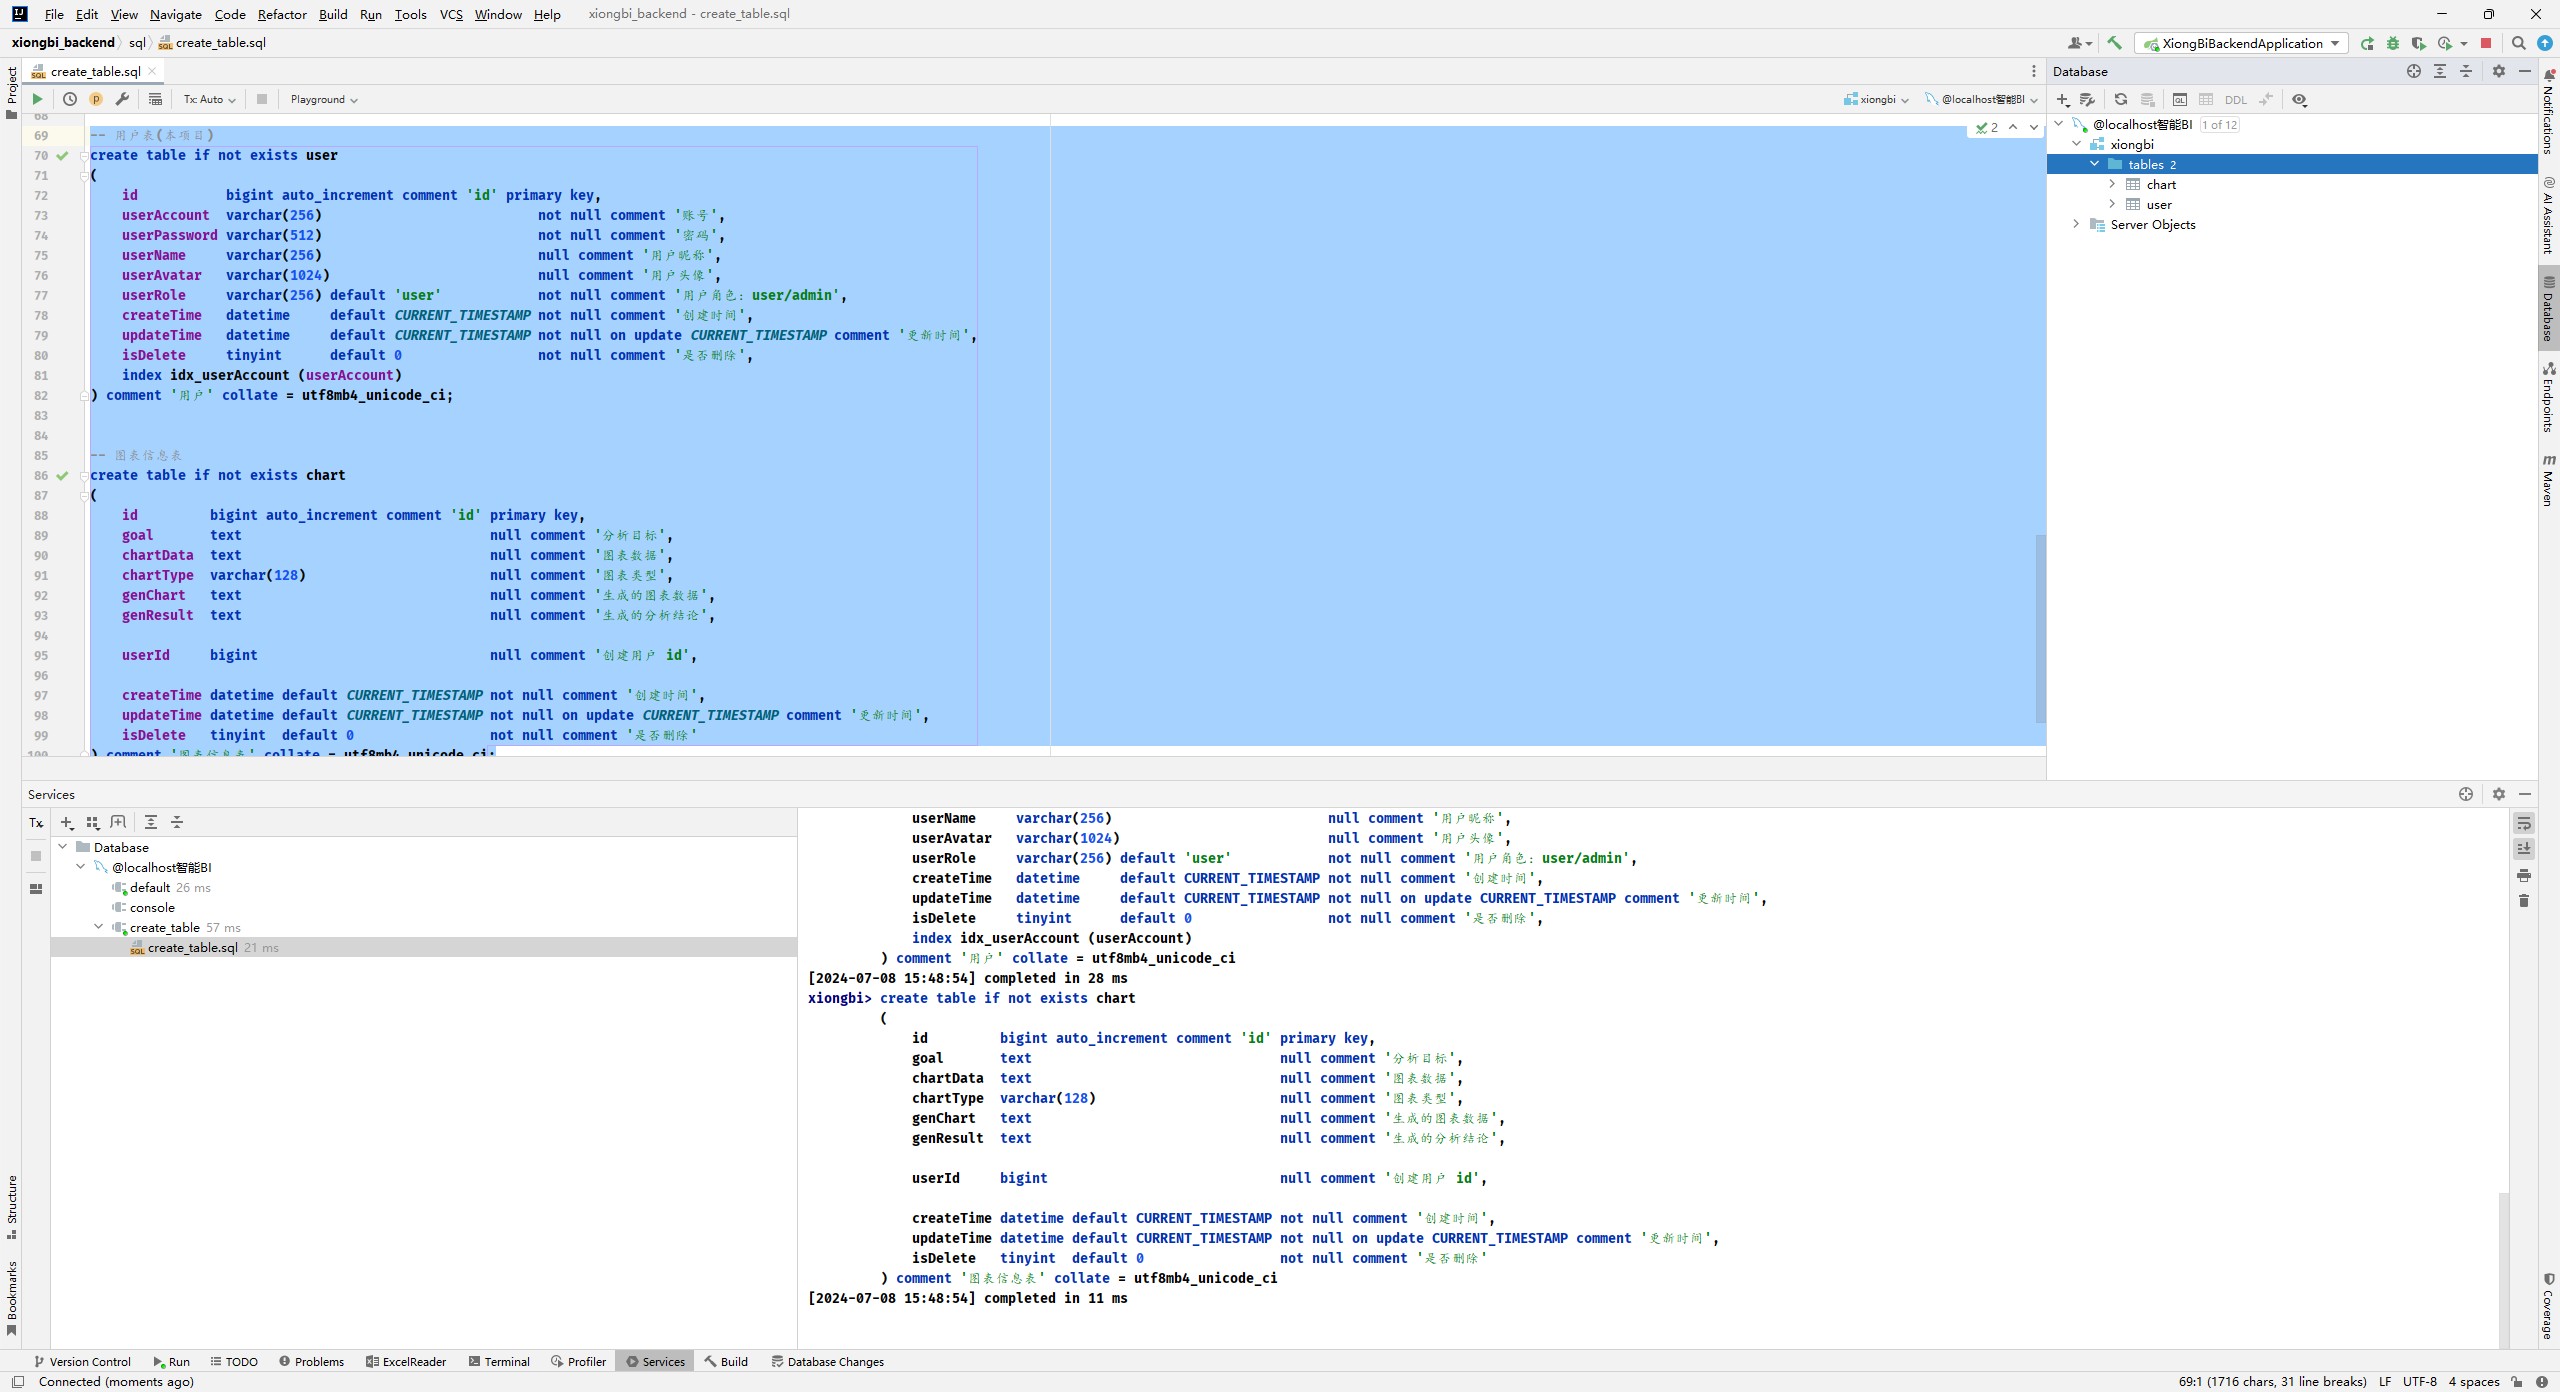 File Edit View Navigate Code Refactor Build Run Tools VCS Window Help xiongbi_backend - create_table.sql
xiongbi_backend sql create_table.sql
XiongBiBackendApplication
Project
create_table.sql
Tx: Auto Playground xiongbi @localhost智能BI
2
68
69 -- 用户表(本项目)
70 create table if not exists user
71 (
72 id bigint auto_increment comment 'id' primary key,
73 userAccount varchar(256) not null comment '账号',
74 userPassword varchar(512) not null comment '密码',
75 userName varchar(256) null comment '用户昵称',
76 userAvatar varchar(1024) null comment '用户头像',
77 userRole varchar(256) default 'user' not null comment '用户角色：user/admin',
78 createTime datetime default CURRENT_TIMESTAMP not null comment '创建时间',
79 updateTime datetime default CURRENT_TIMESTAMP not null on update CURRENT_TIMESTAMP comment '更新时间',
80 isDelete tinyint default 0 not null comment '是否删除',
81 index idx_userAccount (userAccount)
82 ) comment '用户' collate = utf8mb4_unicode_ci;
83
84
85 -- 图表信息表
86 create table if not exists chart
87 (
88 id bigint auto_increment comment 'id' primary key,
89 goal text null comment '分析目标',
90 chartData text null comment '图表数据',
91 chartType varchar(128) null comment '图表类型',
92 genChart text null comment '生成的图表数据',
93 genResult text null comment '生成的分析结论',
94
95 userId bigint null comment '创建用户 id',
96
97 createTime datetime default CURRENT_TIMESTAMP not null comment '创建时间',
98 updateTime datetime default CURRENT_TIMESTAMP not null on update CURRENT_TIMESTAMP comment '更新时间',
99 isDelete tinyint default 0 not null comment '是否删除'
100 ) comment '图表信息表' collate = utf8mb4_unicode_ci;
Database
DDL
@localhost智能BI 1 of 12
xiongbi
tables 2
chart
user
Server Objects
Notifications
AI Assistant
Database
Endpoints
Maven
Coverage
Structure
Bookmarks
Services
Tx
Database
@localhost智能BI
default 26 ms
console
create_table 57 ms
create_table.sql 21 ms
userName varchar(256) null comment '用户昵称',
userAvatar varchar(1024) null comment '用户头像',
userRole varchar(256) default 'user' not null comment '用户角色：user/admin',
createTime datetime default CURRENT_TIMESTAMP not null comment '创建时间',
updateTime datetime default CURRENT_TIMESTAMP not null on update CURRENT_TIMESTAMP comment '更新时间',
isDelete tinyint default 0 not null comment '是否删除',
index idx_userAccount (userAccount)
) comment '用户' collate = utf8mb4_unicode_ci
[2024-07-08 15:48:54] completed in 28 ms
xiongbi> create table if not exists chart
(
id bigint auto_increment comment 'id' primary key,
goal text null comment '分析目标',
chartData text null comment '图表数据',
chartType varchar(128) null comment '图表类型',
genChart text null comment '生成的图表数据',
genResult text null comment '生成的分析结论',
userId bigint null comment '创建用户 id',
createTime datetime default CURRENT_TIMESTAMP not null comment '创建时间',
updateTime datetime default CURRENT_TIMESTAMP not null on update CURRENT_TIMESTAMP comment '更新时间',
isDelete tinyint default 0 not null comment '是否删除'
) comment '图表信息表' collate = utf8mb4_unicode_ci
[2024-07-08 15:48:54] completed in 11 ms
Version Control Run TODO Problems ExcelReader Terminal Profiler Services Build Database Changes
Connected (moments ago) 69:1 (1716 chars, 31 line breaks) LF UTF-8 4 spaces